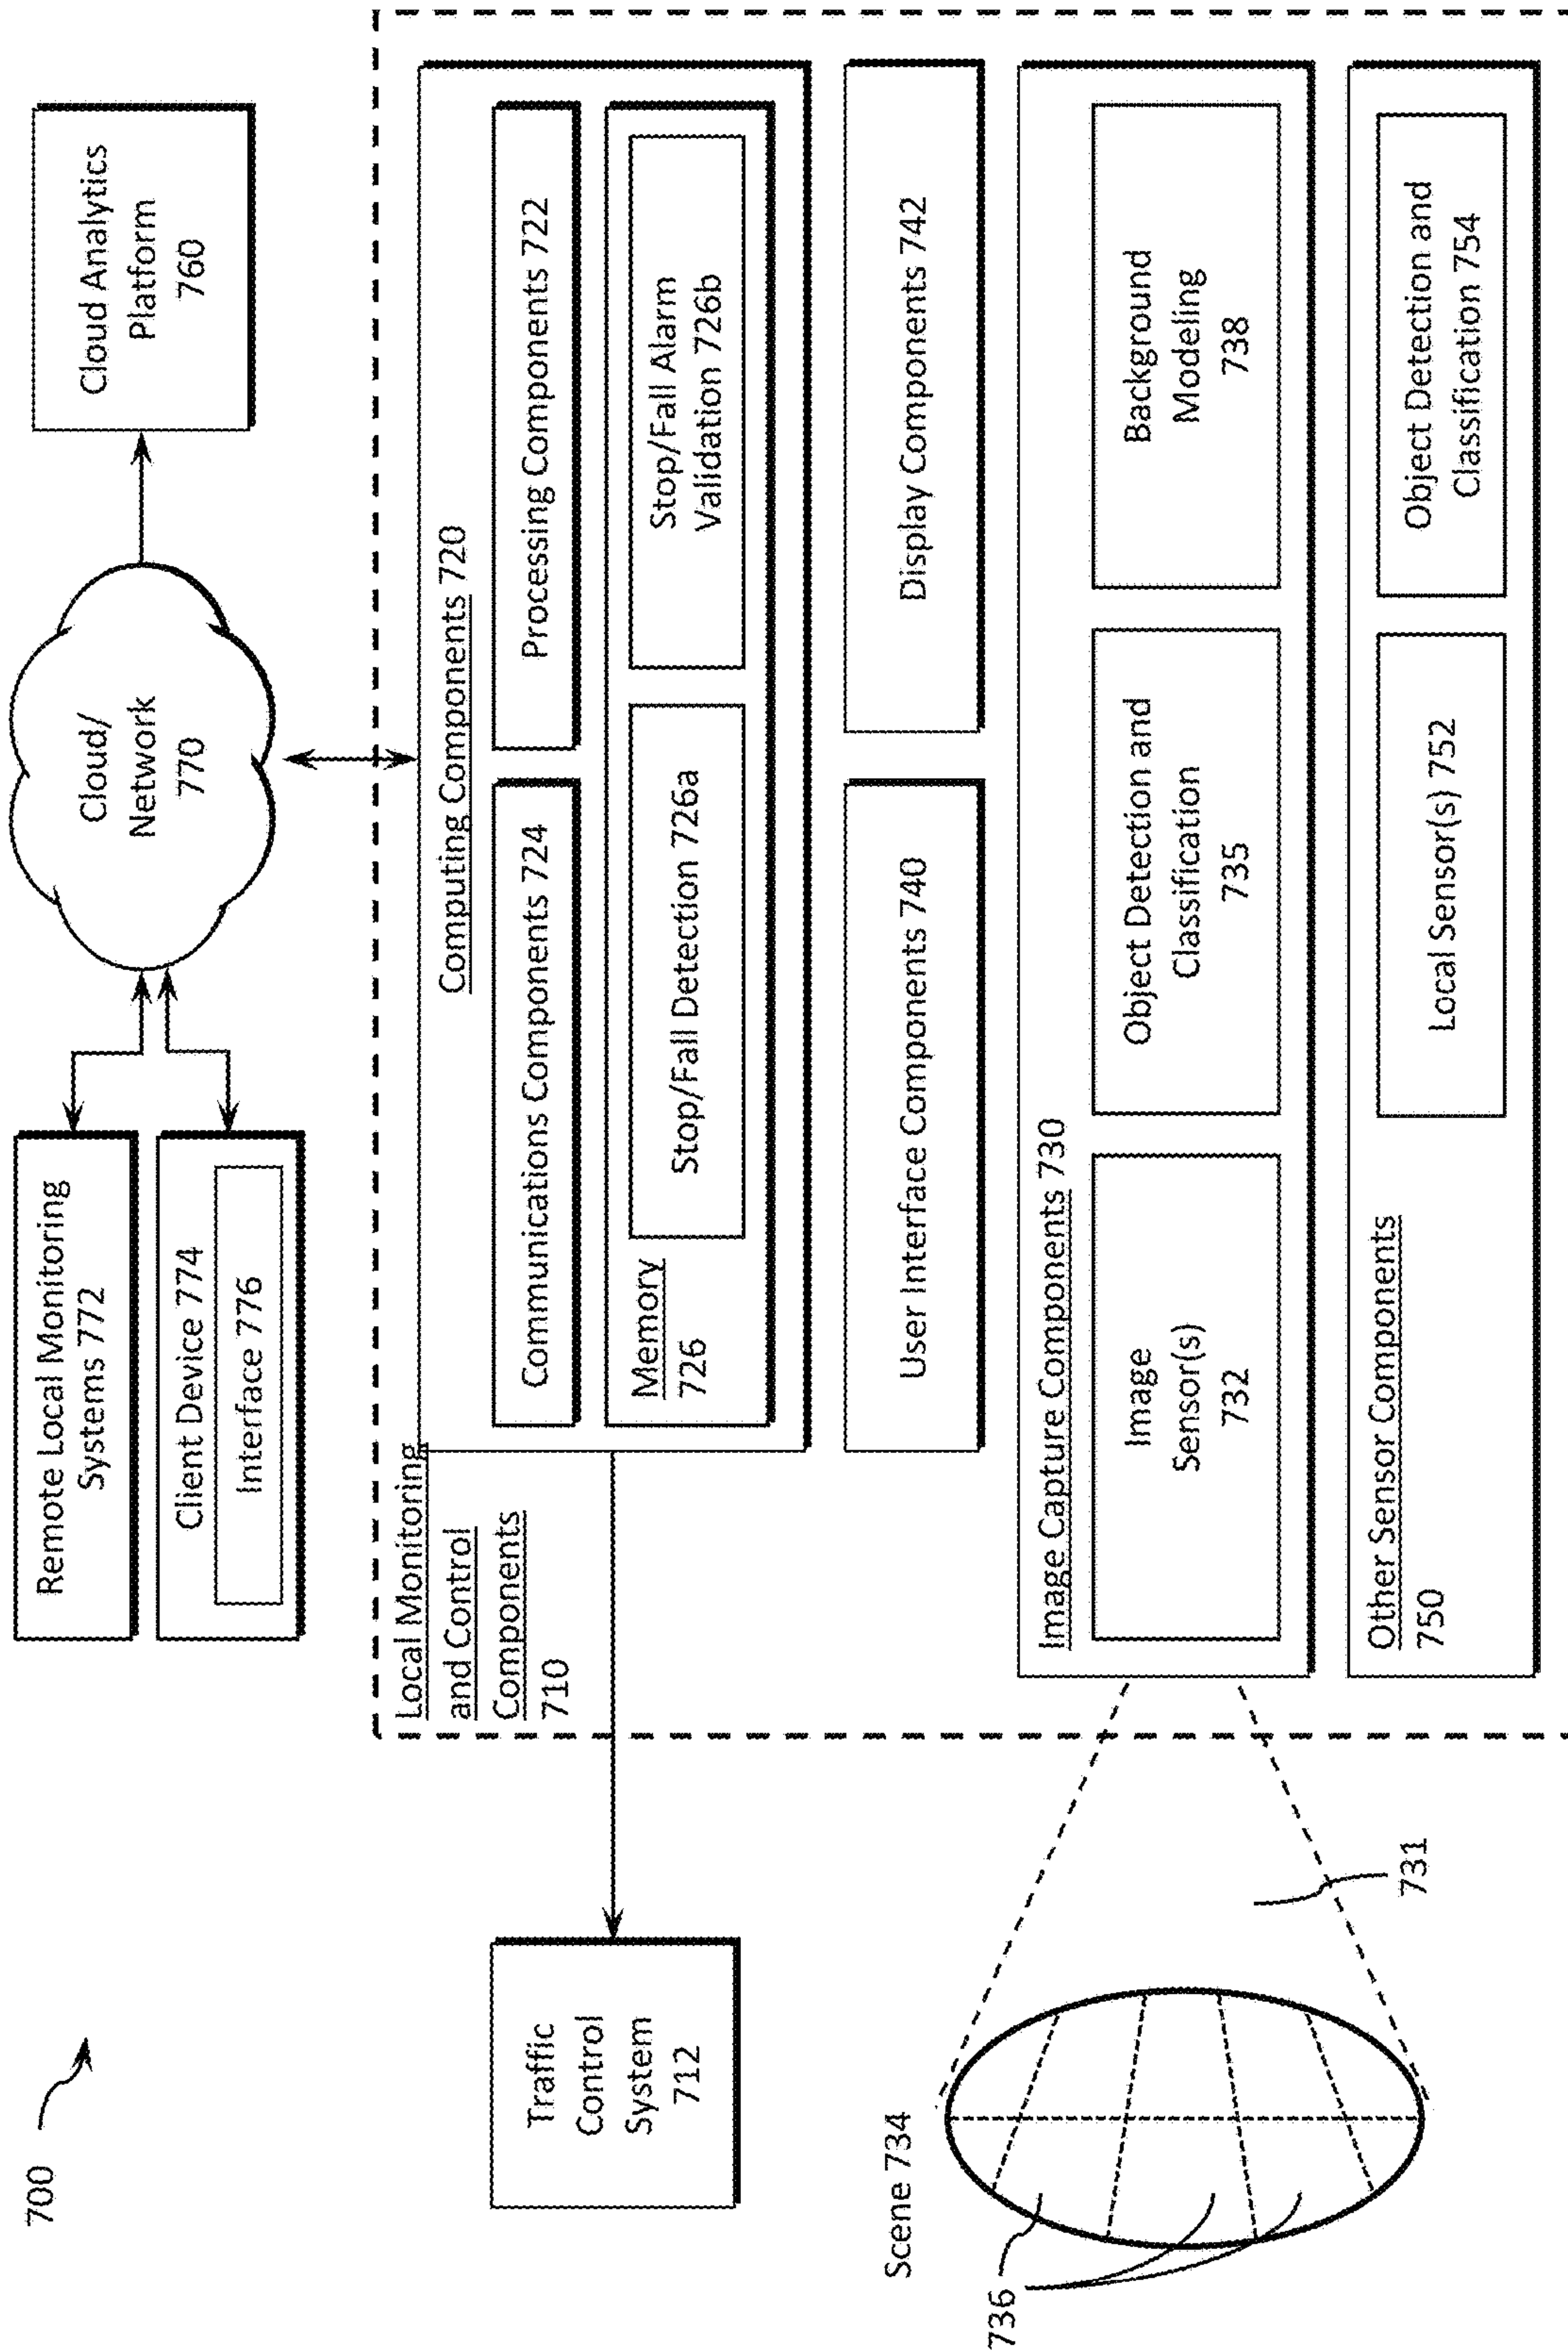 700
Remote Local Monitoring
Systems 772
Client Device 774
Interface 776
Cloud/
Network
770
Cloud Analytics
Platform
760
Local Monitoring
and Control
Components
710
Computing Components 720
Communications Components 724
Processing Components 722
Memory
726
Stop/Fall Detection 726a
Stop/Fall Alarm
Validation 726b
Traffic
Control
System
712
User Interface Components 740
Display Components 742
Scene 734
736
731
Image Capture Components 730
Image
Sensor(s)
732
Object Detection and
Classification
735
Background
Modeling
738
Other Sensor Components
750
Local Sensor(s) 752
Object Detection and
Classification 754